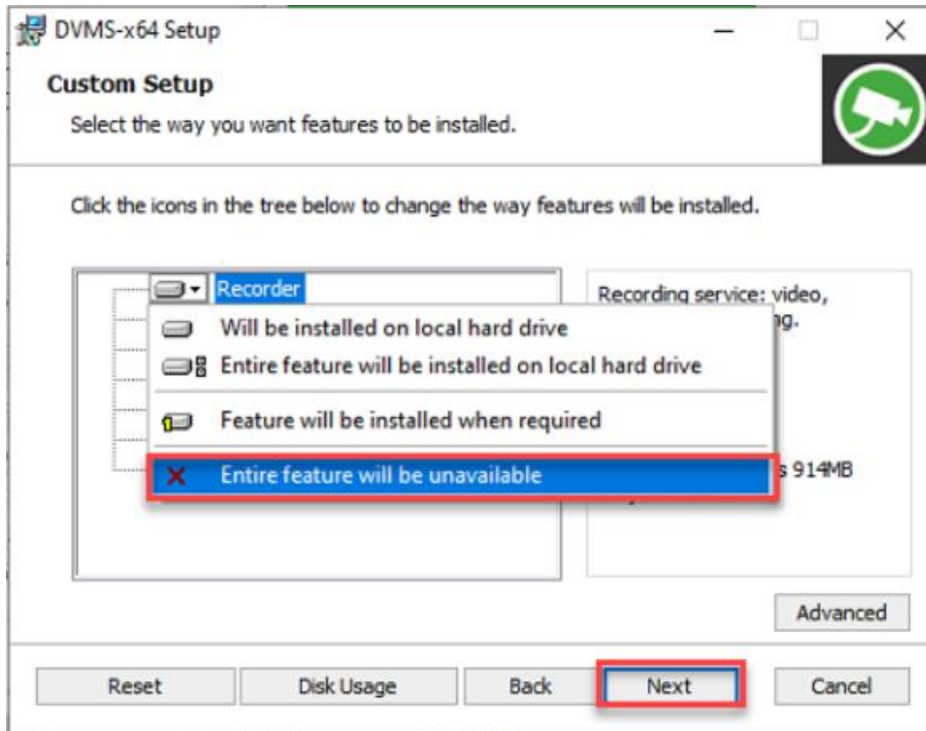 DVMS-x64 Setup
Custom Setup
Select the way you want features to be installed.
Click the icons in the tree below to change the way features will be installed.
Recorder
Recording service: video,
Will be installed on local hard drive
Entire feature will be installed on local hard drive
Feature will be installed when required
Entire feature will be unavailable
914MB
Advanced
Reset
Disk Usage
Back
Next
Cancel